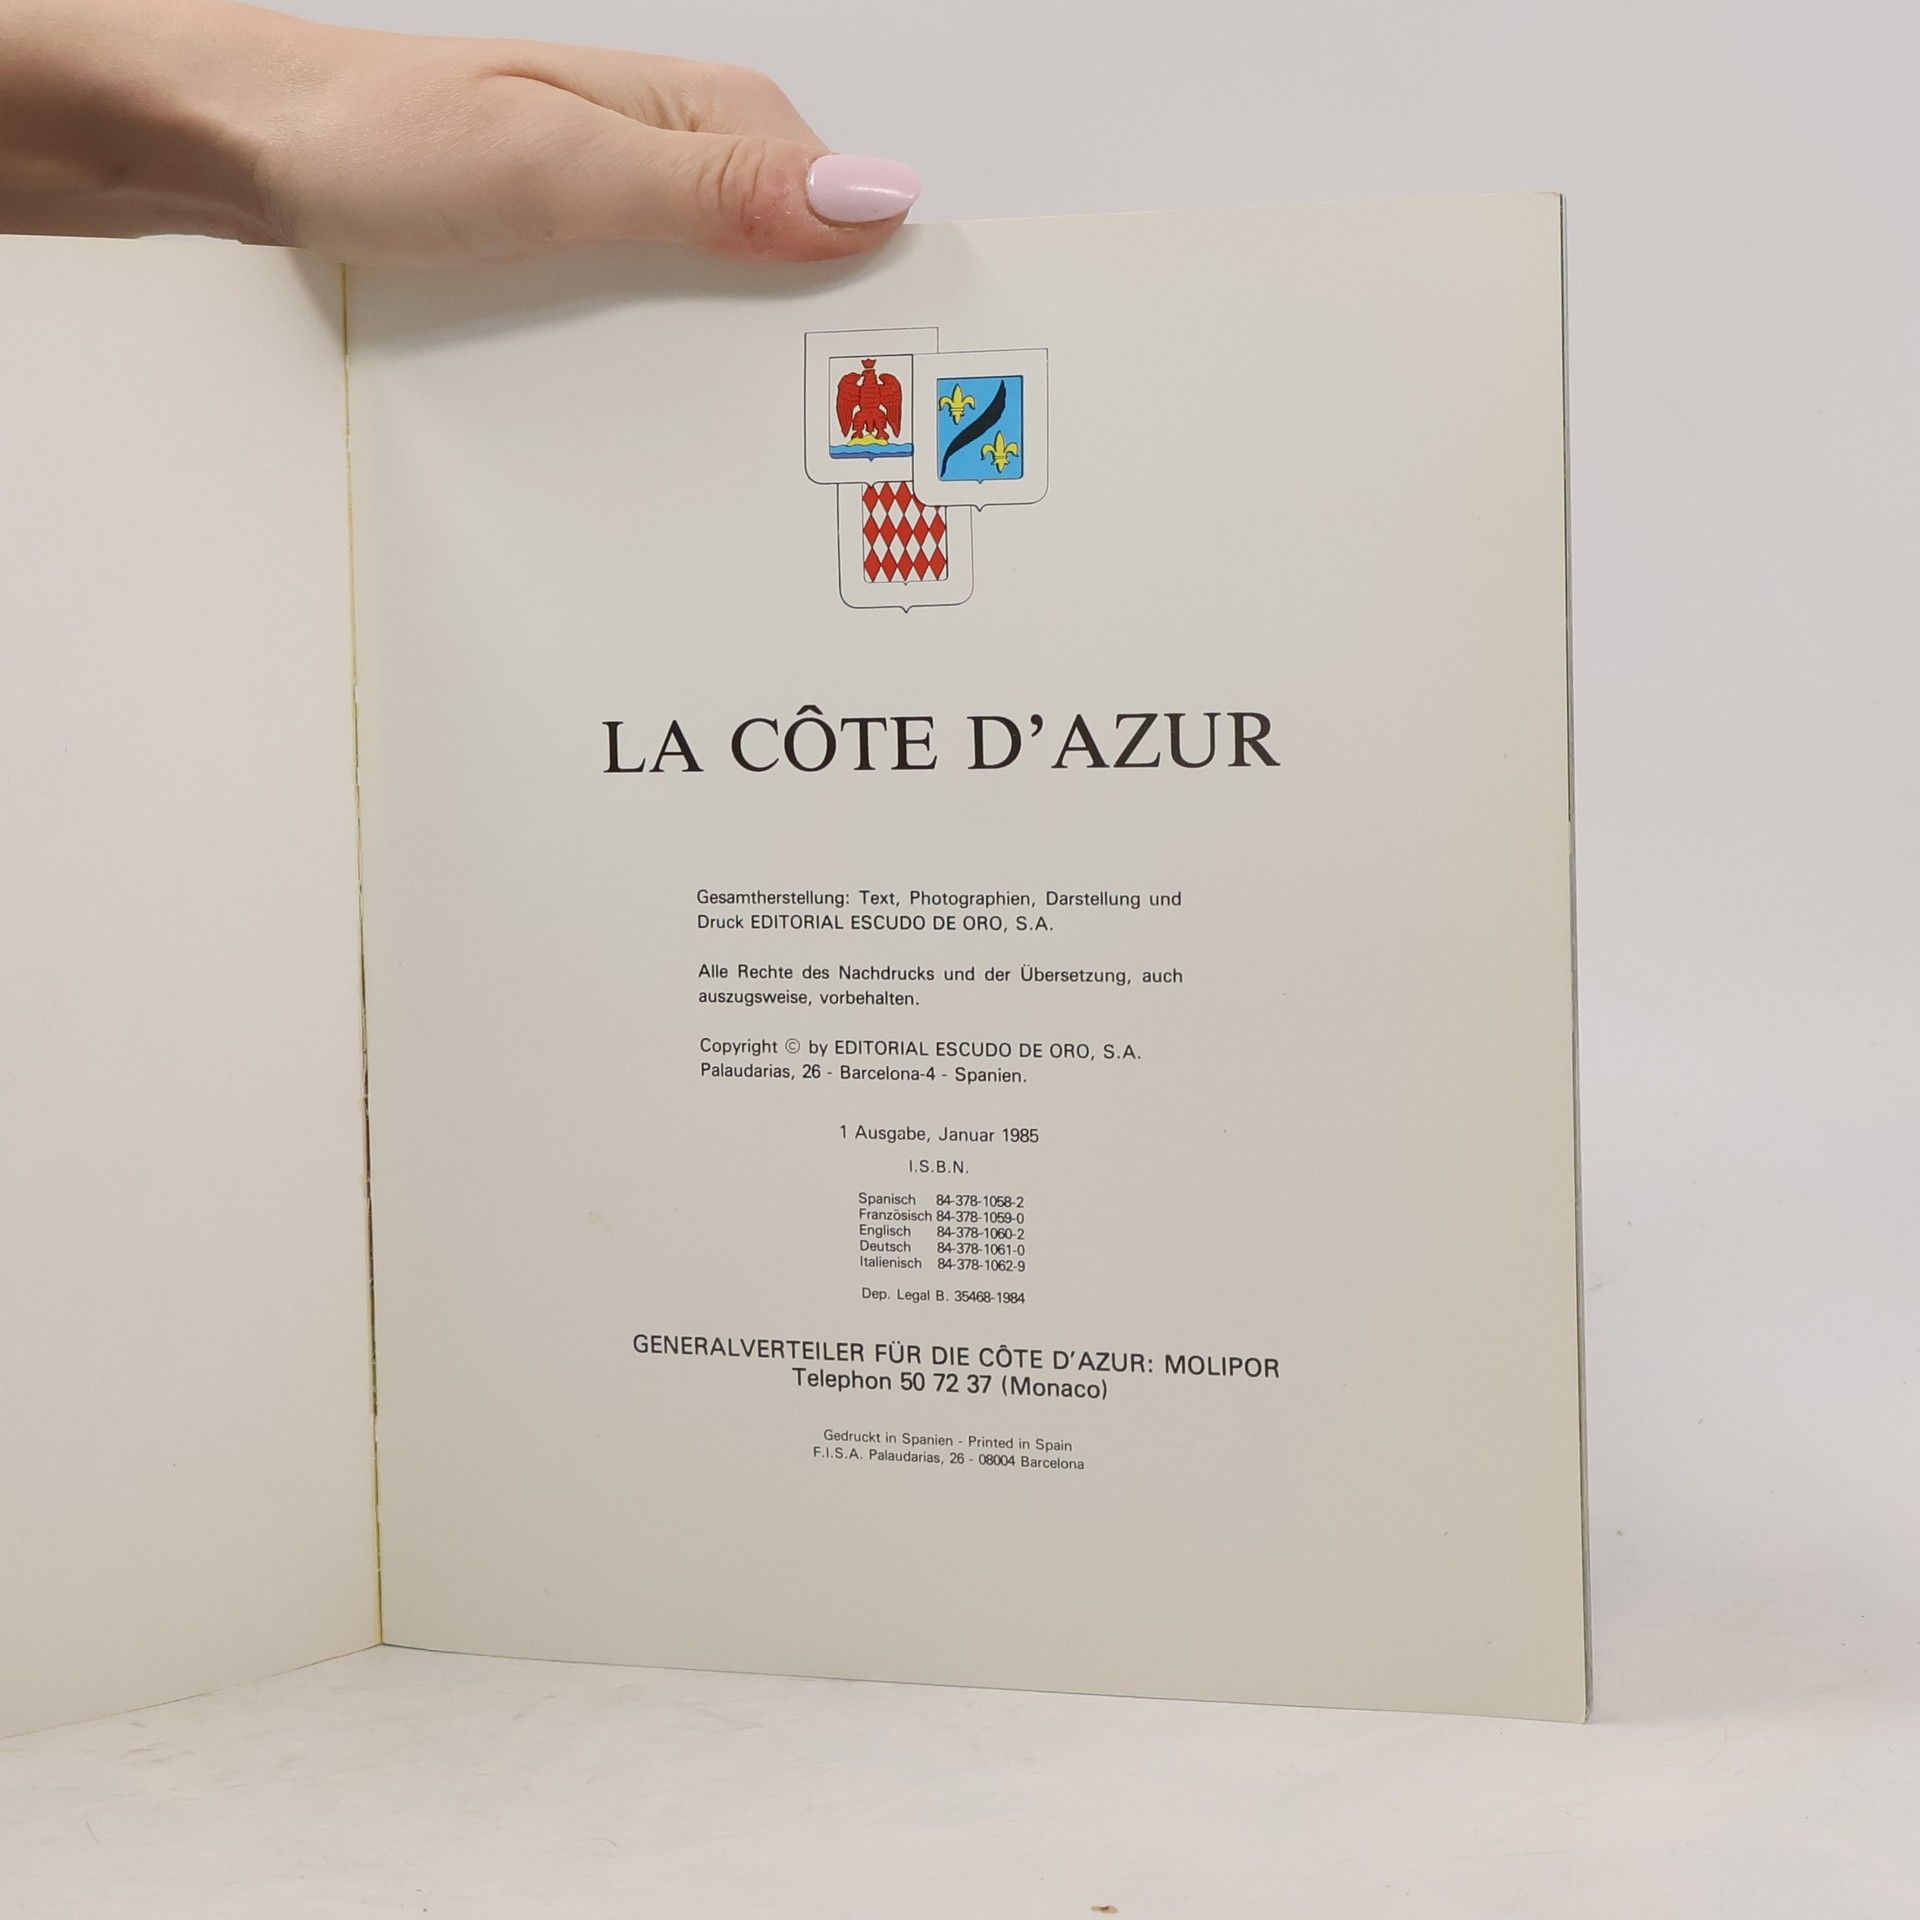 LA CÔTE D'AZUR
Gesamtherstellung: Text, Photographien, Darstellung und
Druck EDITORIAL ESCUDO DE ORO, S.A.
Alle Rechte des Nachdrucks und der Übersetzung, auch
auszugsweise, vorbehalten.
Copyright © by EDITORIAL ESCUDO DE ORO, S.A.
Palaudarias, 26 - Barcelona-4 - Spanien.
1 Ausgabe, Januar 1985
I.S.B.N.
Spanisch 84-378-1058-2
Französisch 84-378-1059-0
Englisch 84-378-1060-2
Deutsch 84-378-1061-0
Italienisch 84-378-1062-9
Dep. Legal B. 35468-1984
GENERALVERTEILER FÜR DIE CÔTE D'AZUR: MOLIPOR
Telephon 50 72 37 (Monaco)
Gedruckt in Spanien - Printed in Spain
F.I.S.A. Palaudarias, 26 - 08004 Barcelona